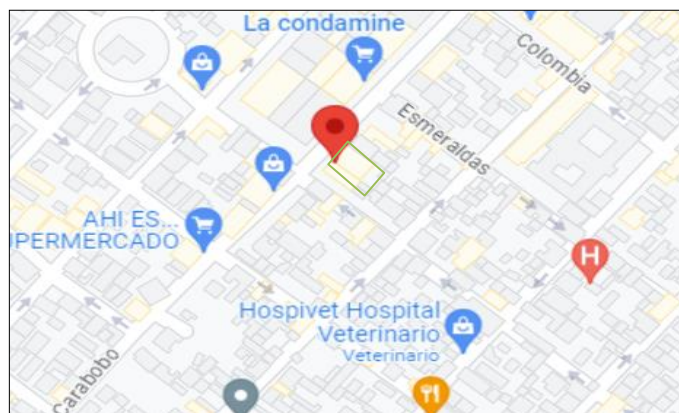 La condamine
Colombia
Esmeraldas
AHI ES...
UPERMERCADO
H
Hospivet Hospital
Veterinario
Veterinario
Carabobo